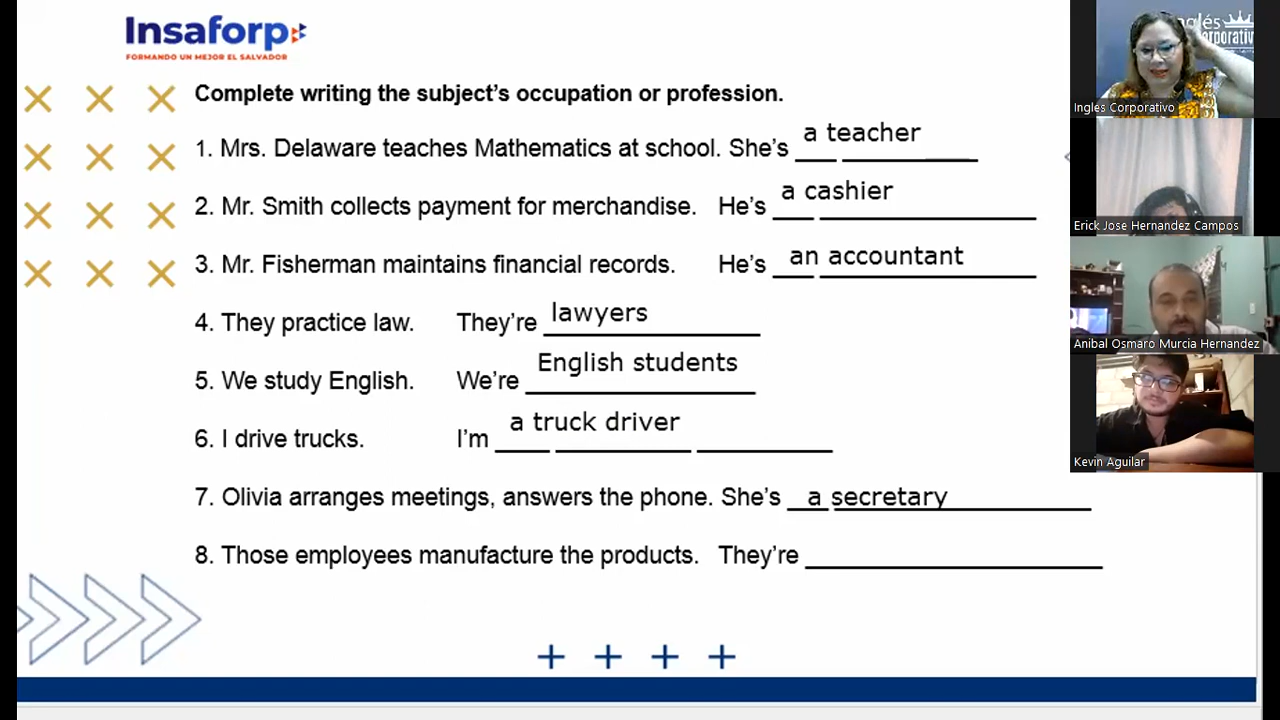 Insaforp
FORMANDO UN MEJOR EL SALVADOR
Complete writing the subject's occupation or profession.
1. Mrs. Delaware teaches Mathematics at school. She's a teacher
2. Mr. Smith collects payment for merchandise. He's a cashier
3. Mr. Fisherman maintains financial records. He's an accountant
4. They practice law. They're lawyers
5. We study English. We're English students
6. I drive trucks. I'm a truck driver
7. Olivia arranges meetings, answers the phone. She's a secretary
8. Those employees manufacture the products. They're
Ingles Corporativo
Erick Jose Hernandez Campos
Anibal Osmaro Murcia Hernandez
Kevin Aguilar